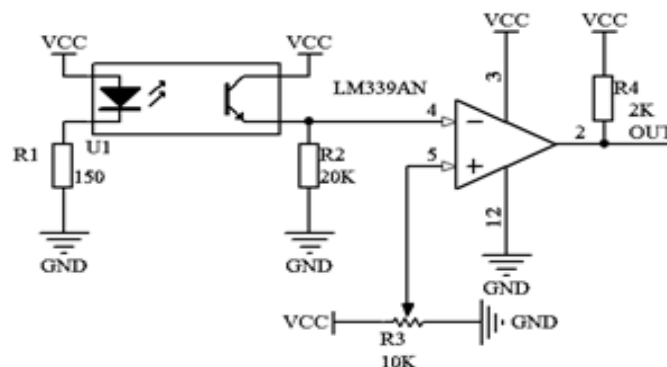 VCC
VCC
VCC
VCC
3
LM339AN
R4
2K
4
2
OUT
U1
R1
150
R2
20K
5
12
GND
GND
GND
VCC
GND
R3
10K